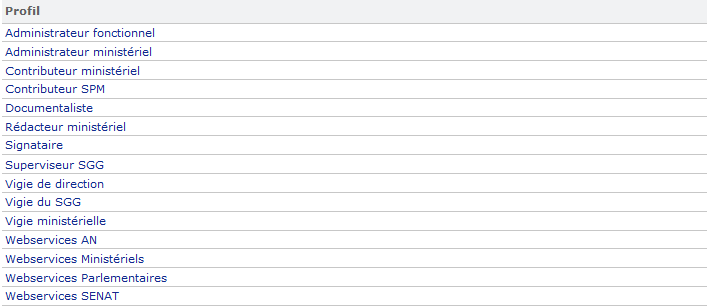 Profil
Administrateur fonctionnel
Administrateur ministériel
Contributeur ministériel
Contributeur SPM
Documentaliste
Rédacteur ministériel
Signataire
Superviseur SGG
Vigie de direction
Vigie du SGG
Vigie ministérielle
Webservices AN
Webservices Ministériels
Webservices Parlementaires
Webservices SENAT